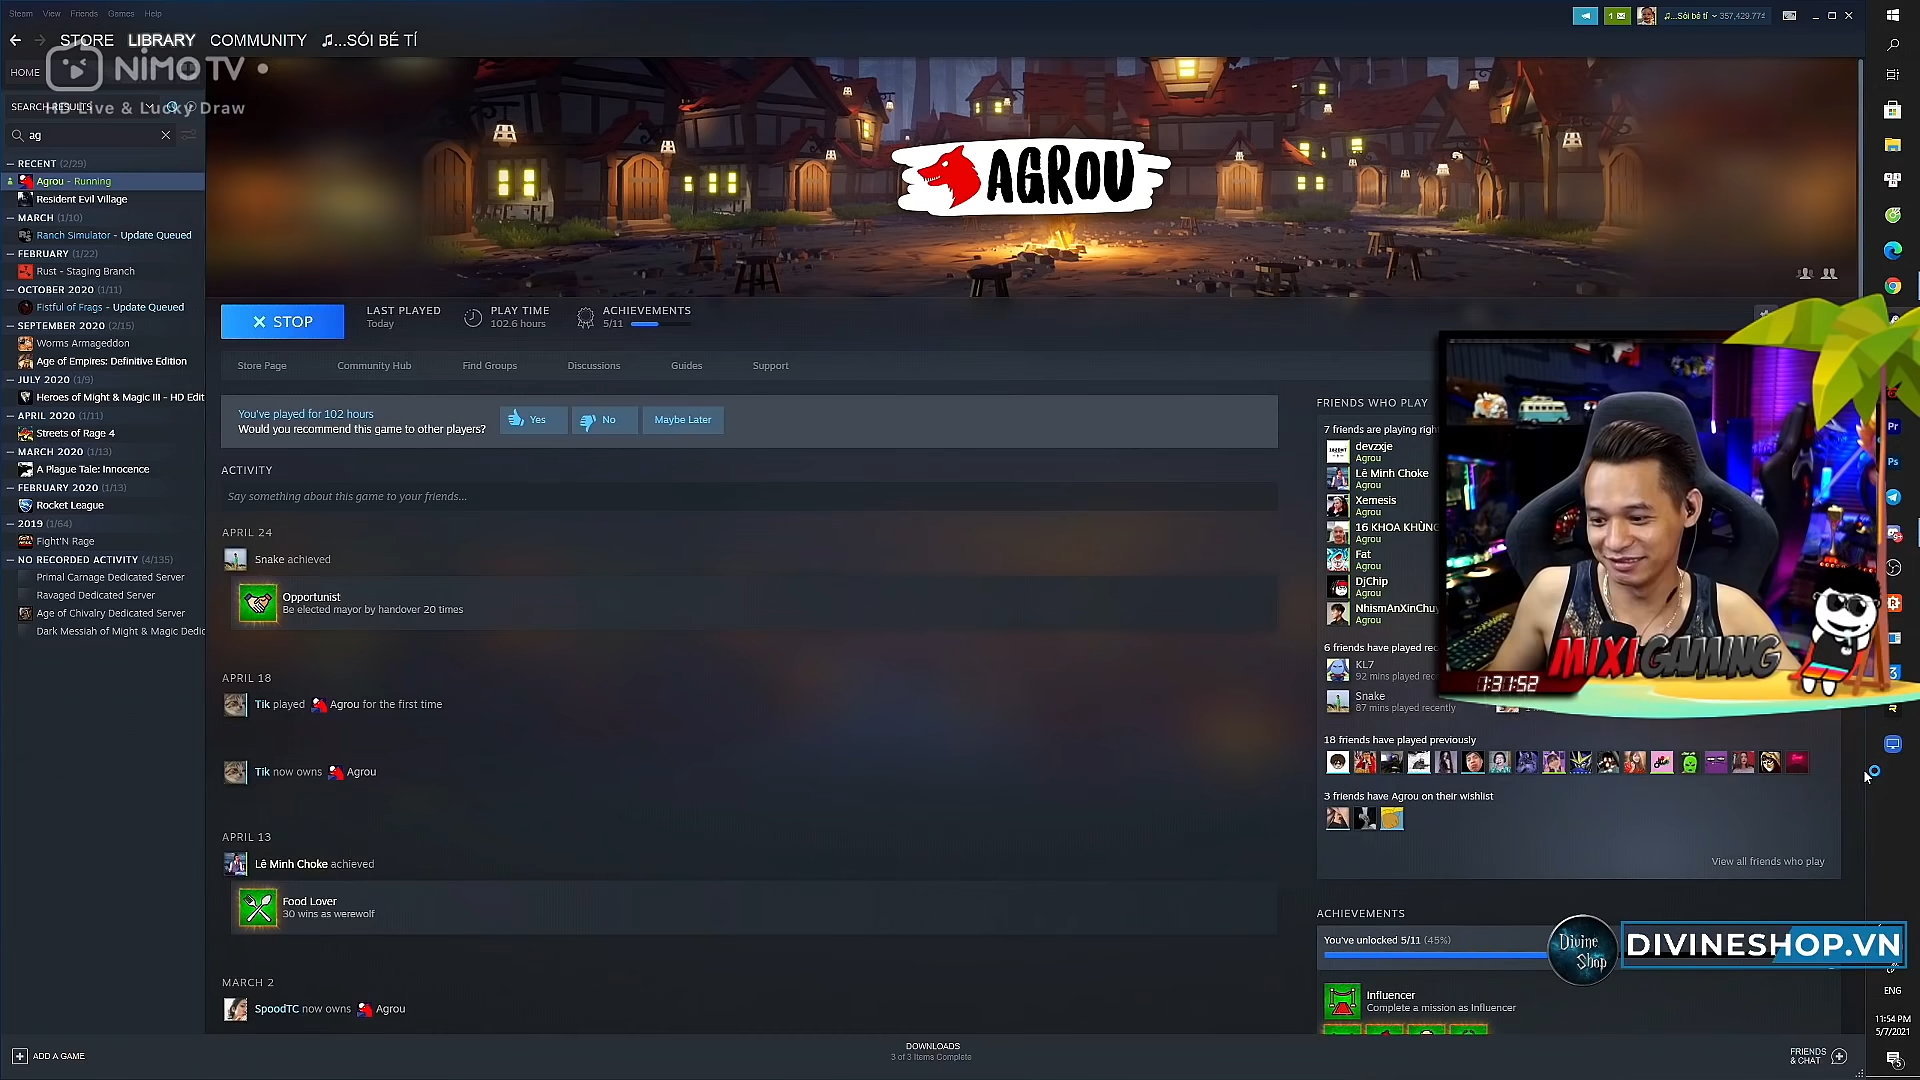 Steam View Friends Games Help
1
♫...Sói bé tí 357,429.77₫
STORE LIBRARY COMMUNITY ♫...SÓI BÉ TÍ
NIMO TV
HOME
SEARCH RESULTS
HD Live & Lucky Draw
ag
RECENT (2/29)
Agrou - Running
Resident Evil Village
MARCH (1/10)
Ranch Simulator - Update Queued
FEBRUARY (1/22)
Rust - Staging Branch
OCTOBER 2020 (1/11)
Fistful of Frags - Update Queued
SEPTEMBER 2020 (2/15)
Worms Armageddon
Age of Empires: Definitive Edition
JULY 2020 (1/9)
Heroes of Might & Magic III - HD Edit
APRIL 2020 (1/11)
Streets of Rage 4
MARCH 2020 (1/13)
A Plague Tale: Innocence
FEBRUARY 2020 (1/13)
Rocket League
2019 (1/64)
Fight'N Rage
NO RECORDED ACTIVITY (4/135)
Primal Carnage Dedicated Server
Ravaged Dedicated Server
Age of Chivalry Dedicated Server
Dark Messiah of Might & Magic Dedic
ADD A GAME
AGROU
STOP
LAST PLAYED
Today
PLAY TIME
102.6 hours
ACHIEVEMENTS
5/11
Store Page Community Hub Find Groups Discussions Guides Support
You've played for 102 hours
Would you recommend this game to other players?
Yes No Maybe Later
ACTIVITY
Say something about this game to your friends...
APRIL 24
Snake achieved
Opportunist
Be elected mayor by handover 20 times
APRIL 18
Tik played Agrou for the first time
Tik now owns Agrou
APRIL 13
Lê Minh Choke achieved
Food Lover
30 wins as werewolf
MARCH 2
SpoodTC now owns Agrou
DOWNLOADS
3 of 3 Items Complete
FRIENDS WHO PLAY
7 friends are playing righ
devzxje
Agrou
Lê Minh Choke
Agrou
Xemesis
Agrou
16 KHOA KHÙNG
Agrou
Fat
Agrou
DjChip
Agrou
NhismAnXinChuy
Agrou
6 friends have played rec
KL7
92 mins played rece
Snake
87 mins played recently
18 friends have played previously
3 friends have Agrou on their wishlist
View all friends who play
ACHIEVEMENTS
You've unlocked 5/11 (45%)
Influencer
Complete a mission as Influencer
MIXIGAMING
1:31:52
Divine Shop
DIVINESHOP.VN
Pr
Ps
ENG
11:54 PM
5/7/2021
FRIENDS
& CHAT